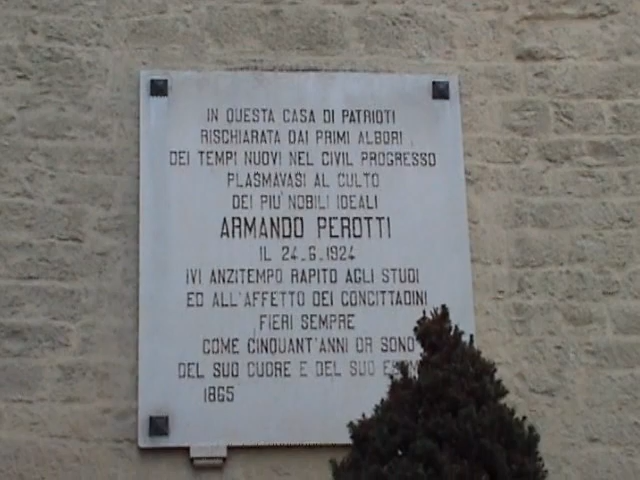 IN QUESTA CASA DI PATRIOTI
RISCHIARATA DAI PRIMI ALBORI
DEI TEMPI NUOVI NEL CIVIL PROGRESSO
PLASMAVASI AL CULTO
DEI PIU' NOBILI IDEALI
ARMANDO PEROTTI
IL 24.6.1924
IVI ANZITEMPO RAPITO AGLI STUDI
ED ALL'AFFETTO DEI CONCITTADINI
FIERI SEMPRE
COME CINQUANT'ANNI OR SONO
DEL SUO CUORE E DEL SUO
1865